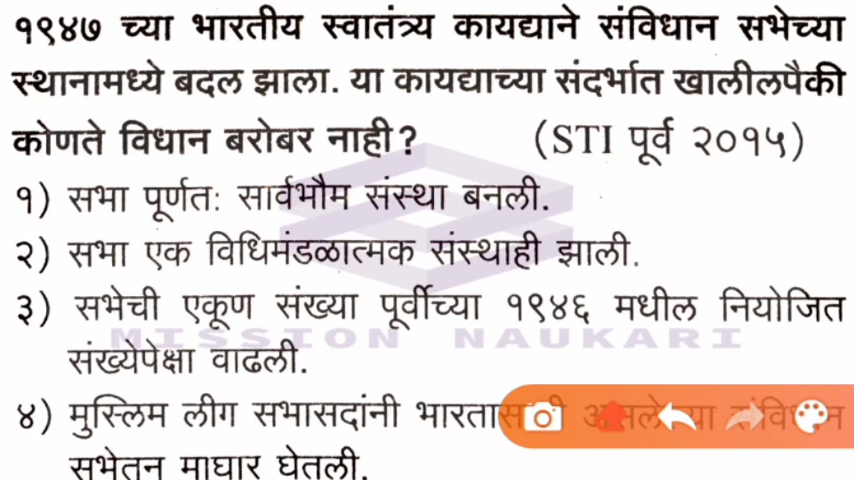 १९४७ च्या भारतीय स्वातंत्र्य कायद्याने संविधान सभेच्या
स्थानामध्ये बदल झाला. या कायद्याच्या संदर्भात खालीलपैकी
कोणते विधान बरोबर नाही? (STI पूर्व २०१५)
१) सभा पूर्णत: सार्वभौम संस्था बनली.
२) सभा एक विधिमंडळात्मक संस्थाही झाली.
३) सभेची एकूण संख्या पूर्वीच्या १९४६ मधील नियोजित
MISSION NAUKARI
संख्येपेक्षा वाढली.
४) मुस्लिम लीग सभासदांनी
सभेतन माघार घेतली.